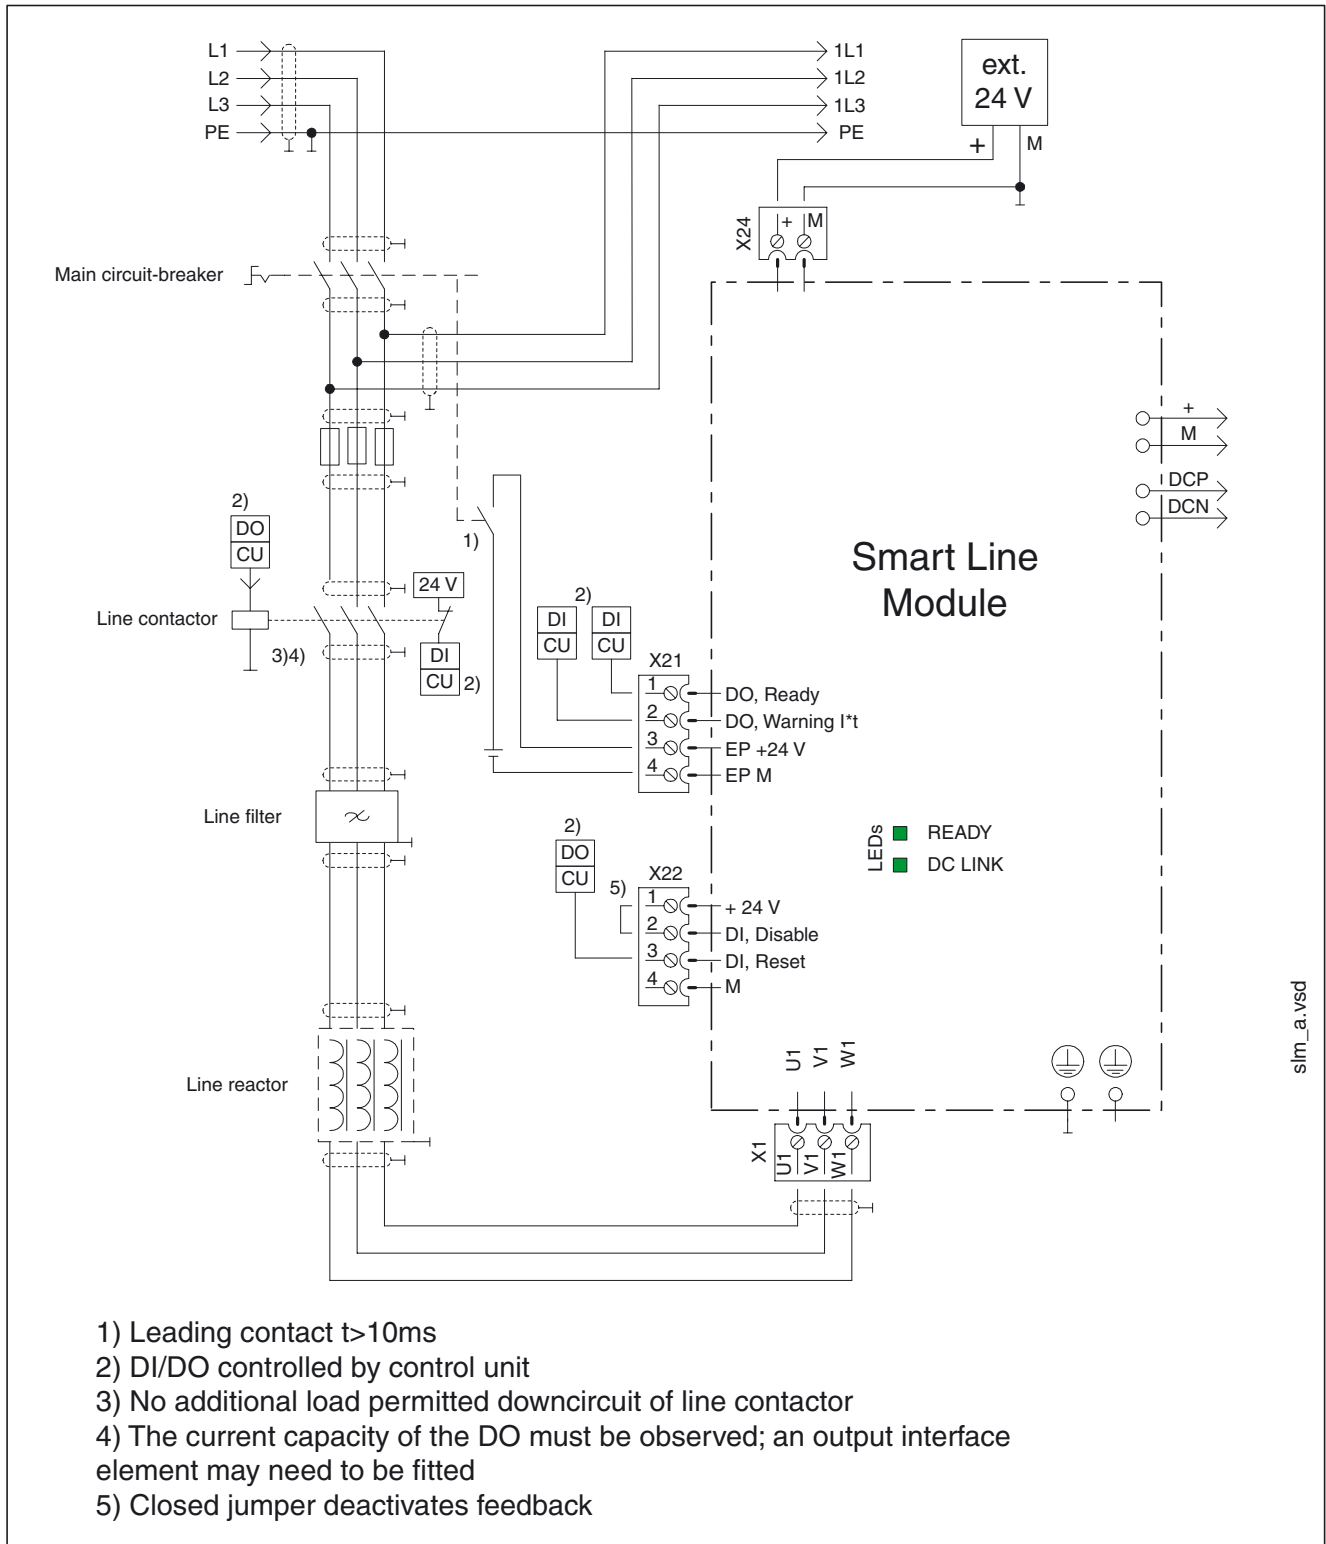 L1
L2
L3
PE
1L1
1L2
1L3
PE
ext.
24 V
+
M
X24
+
M
Main circuit-breaker
+
M
DCP
DCN
2)
DO
CU
1)
Smart Line
Module
24 V
Line contactor
3)4)
DI
CU
2)
2)
DI
CU
DI
CU
X21
1
DO, Ready
2
DO, Warning I*t
3
EP +24 V
4
EP M
Line filter
LEDs
READY
DC LINK
2)
DO
CU
5)
X22
1
+ 24 V
2
DI, Disable
3
DI, Reset
4
M
slm_a.vsd
Line reactor
U1
V1
W1
X1
U1
V1
W1
1) Leading contact t>10ms
2) DI/DO controlled by control unit
3) No additional load permitted downcircuit of line contactor
4) The current capacity of the DO must be observed; an output interface
element may need to be fitted
5) Closed jumper deactivates feedback